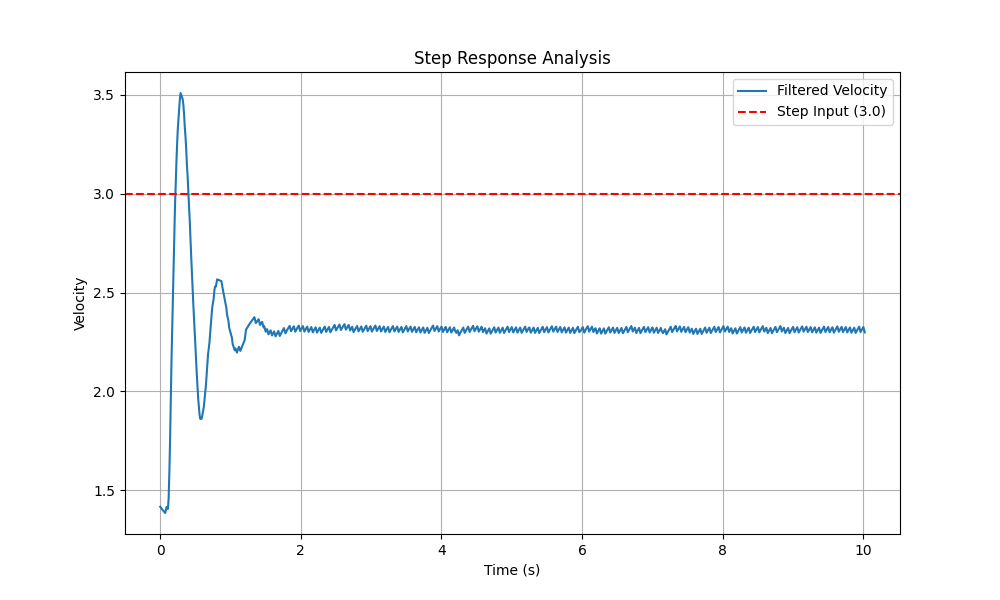 Step Response Analysis
Filtered Velocity
Step Input (3.0)
3.5
3.0
2.5
2.0
1.5
Velocity
0 2 4 6 8 10
Time (s)